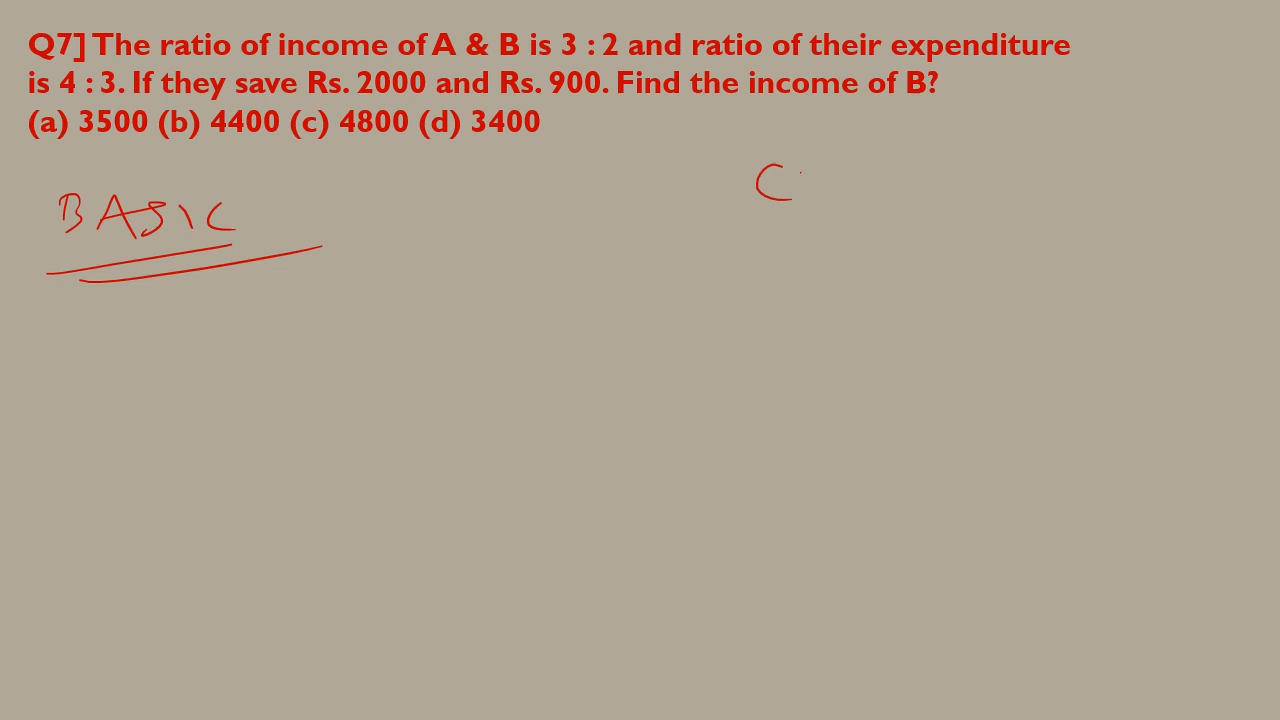 Q7] The ratio of income of A & B is 3 : 2 and ratio of their expenditure
is 4 : 3. If they save Rs. 2000 and Rs. 900. Find the income of B?
(a) 3500 (b) 4400 (c) 4800 (d) 3400
BASIC
C